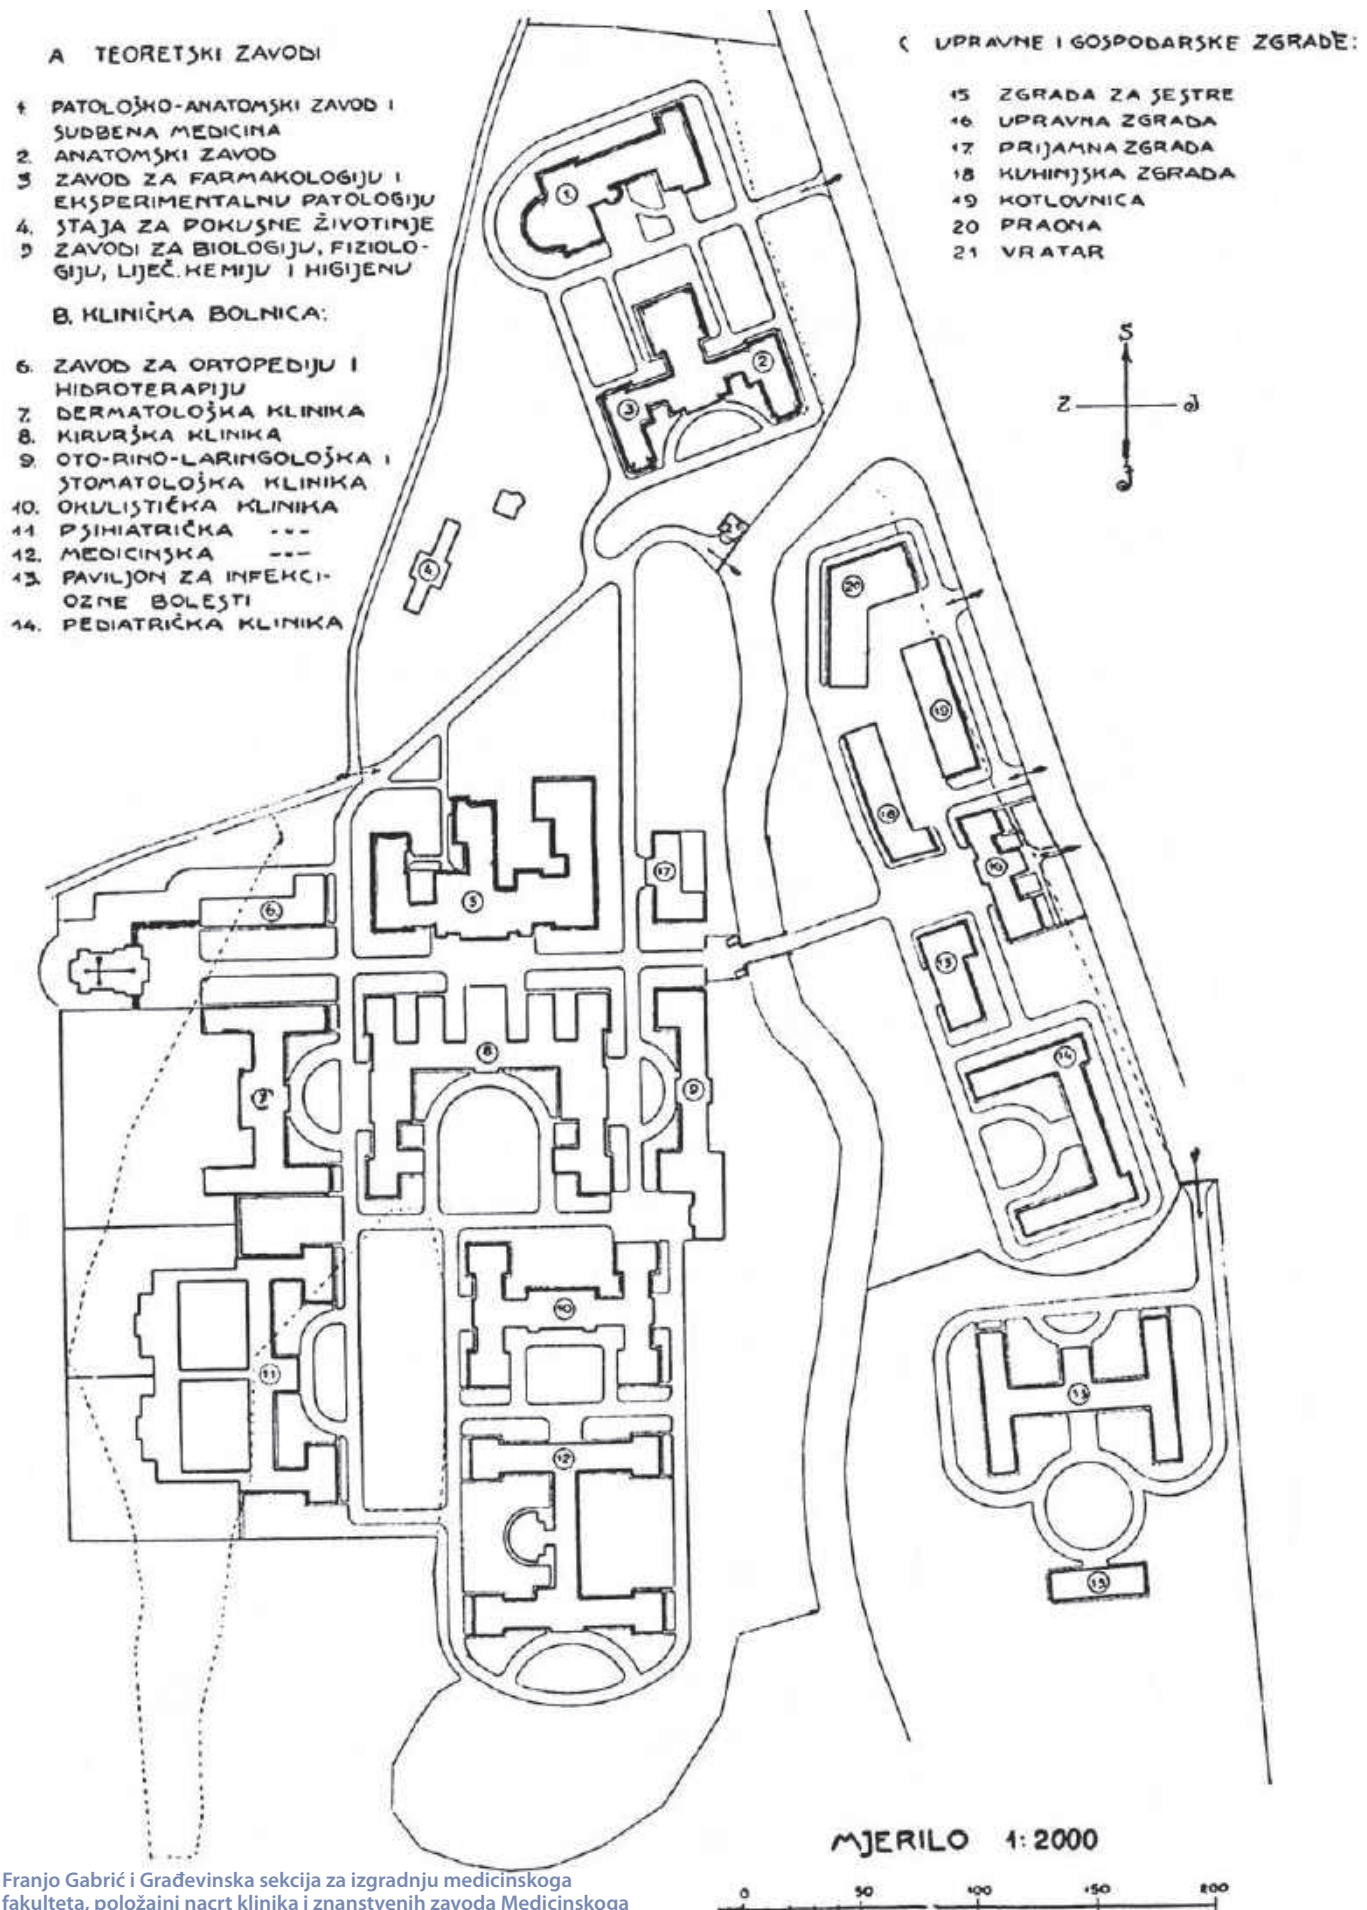 A TEORETSKI ZAVODI
1 PATOLOŠKO-ANATOMSKI ZAVOD I
SUDBENA MEDICINA
2. ANATOMSKI ZAVOD
3 ZAVOD ZA FARMAKOLOGIJU I
EKSPERIMENTALNU PATOLOGIJU
4. STAJA ZA POKUSNE ŽIVOTINJE
5 ZAVODI ZA BIOLOGIJU, FIZIOLO-
GIJU, LIJEČ. KEMIJU I HIGIJENU
B. KLINIČKA BOLNICA:
6. ZAVOD ZA ORTOPEDIJU I
HIDROTERAPIJU
7. DERMATOLOŠKA KLINIKA
8. KIRURŠKA KLINIKA
9. OTO-RINO-LARINGOLOŠKA I
STOMATOLOŠKA KLINIKA
10. OKULISTIČKA KLINIKA
11 PSIHIATRIČKA ---
12. MEDICINSKA ---
13. PAVILJON ZA INFEKCI-
OZNE BOLESTI
14. PEDIATRIČKA KLINIKA
C UPRAVNE I GOSPODARSKE ZGRADE:
15 ZGRADA ZA SESTRE
16. UPRAVNA ZGRADA
17. PRIJAMNA ZGRADA
18 KUHINJSKA ZGRADA
19 KOTLOVNICA
20 PRAONA
21 VRATAR
S
Z J
J
1
2
3
4
20
19
18
17
16
5
6
15
8
14
7
9
10
13
11
12
13
MJERILO 1:2000
0 50 100 150 200
Franjo Gabrić i Građevinska sekcija za izgradnju medicinskoga
fakulteta, položajni nacrt klinika i znanstvenih zavoda Medicinskoga